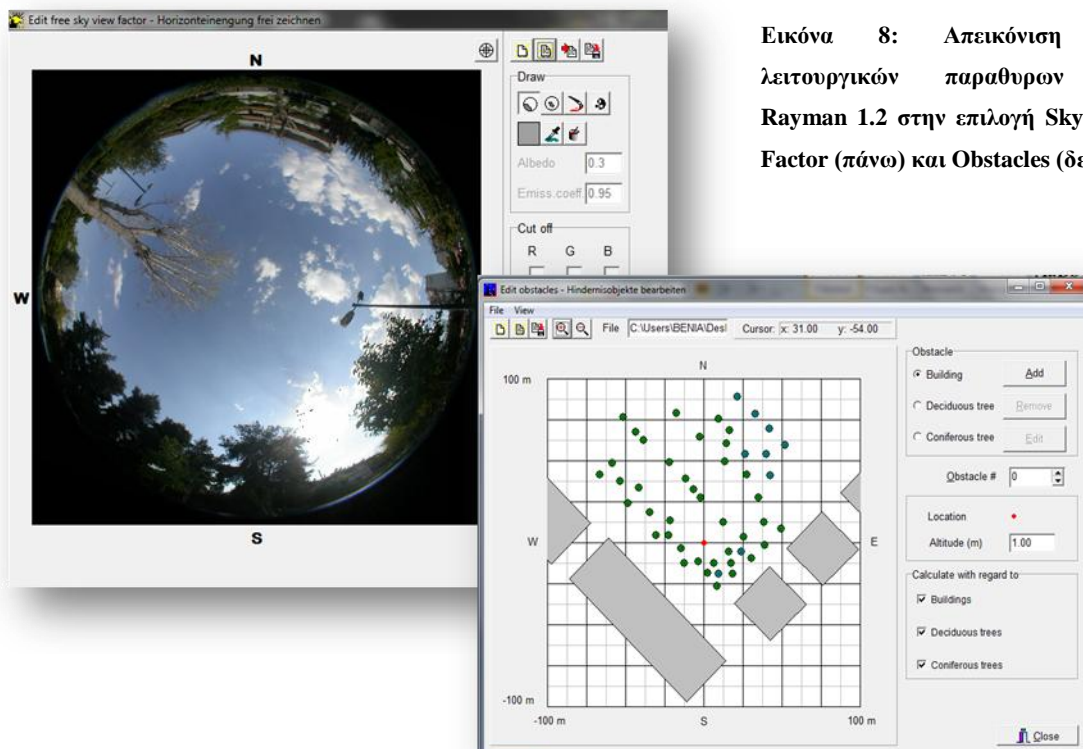 Edit free sky view factor - Horizonteinengung frei zeichnen
N
W
S
Draw
Albedo 0.3
Emiss.coeff. 0.95
Cut off
R G B
Εικόνα 8: Απεικόνιση
λειτουργικών παραθυρων
Rayman 1.2 στην επιλογή Sky
Factor (πάνω) και Obstacles (δε
Edit obstacles - Hindernisobjekte bearbeiten
File View
File C:\Users\BENIA\Desl Cursor: x: 31.00 y: -54.00
N
100 m
W
E
-100 m
-100 m S 100 m
Obstacle
Building Add
Deciduous tree Remove
Coniferous tree Edit
Obstacle # 0
Location
Altitude (m) 1.00
Calculate with regard to
Buildings
Deciduous trees
Coniferous trees
Close